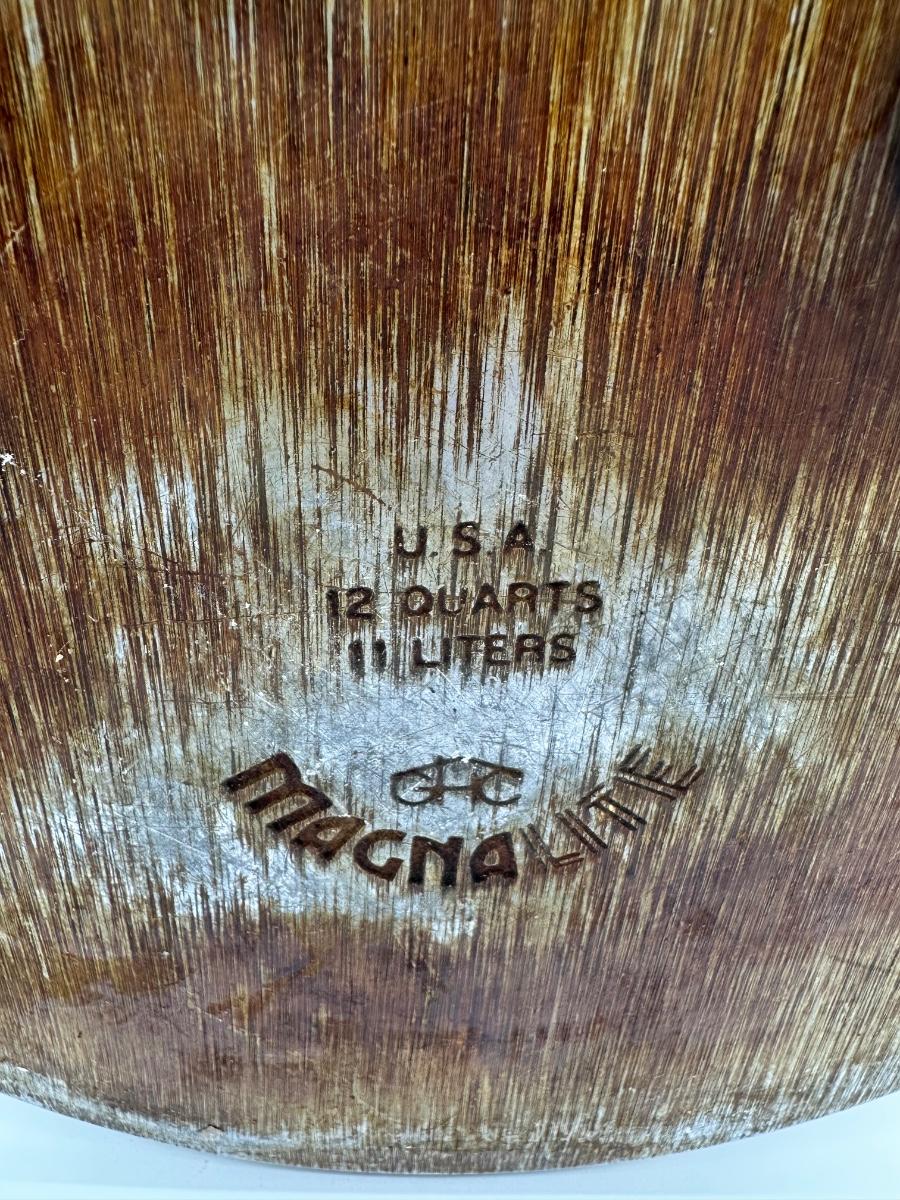 U.S.A.
12 QUARTS
11 LITERS
GHC
MAGNALITE